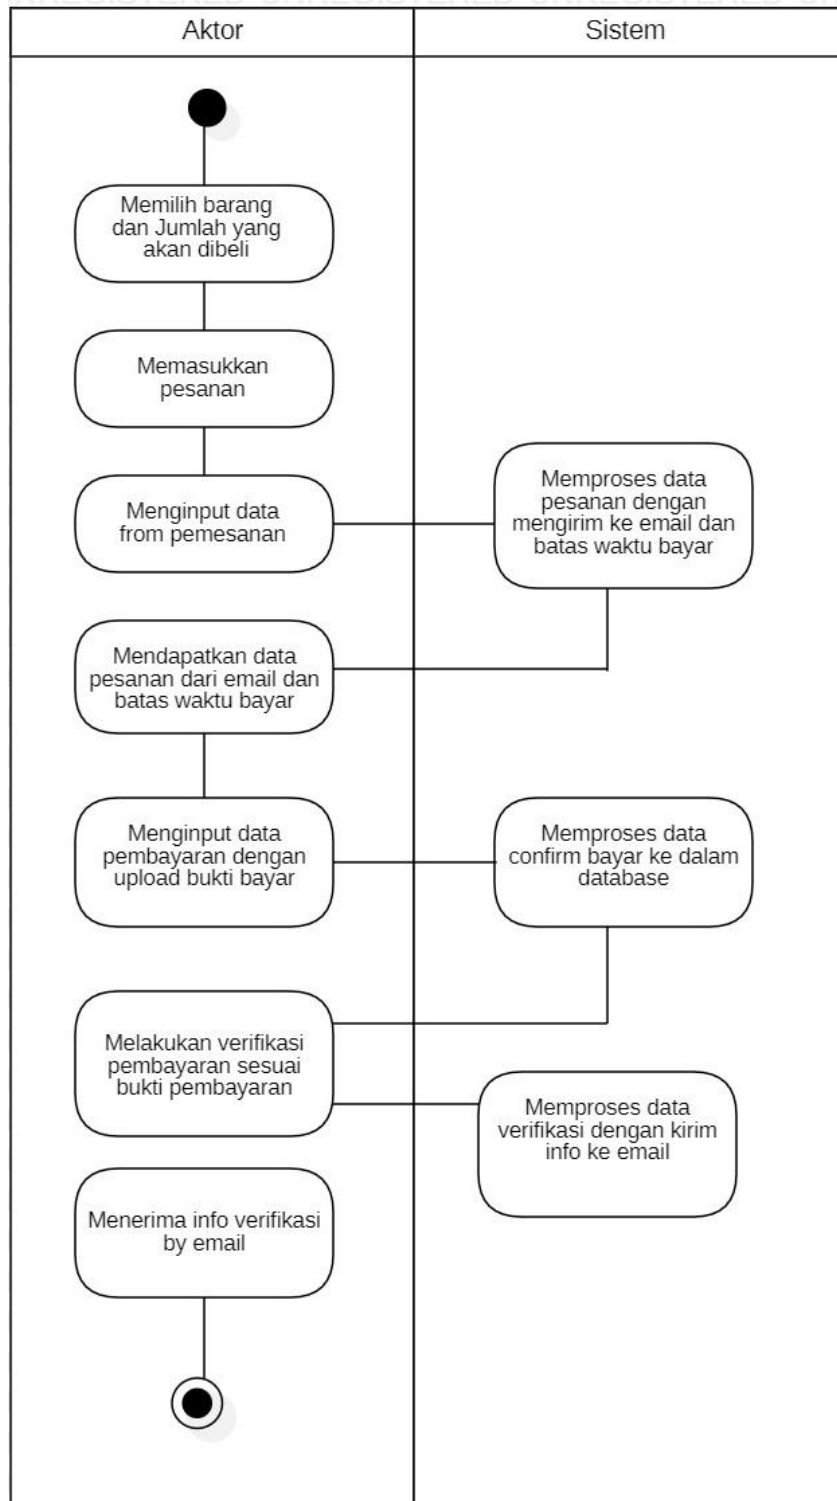 Aktor
Sistem
Memilih barang
dan Jumlah yang
akan dibeli
Memasukkan
pesanan
Menginput data
from pemesanan
Memproses data
pesanan dengan
mengirim ke email dan
batas waktu bayar
Mendapatkan data
pesanan dari email dan
batas waktu bayar
Menginput data
pembayaran dengan
upload bukti bayar
Memproses data
confirm bayar ke dalam
database
Melakukan verifikasi
pembayaran sesuai
bukti pembayaran
Memproses data
verifikasi dengan kirim
info ke email
Menerima info verifikasi
by email